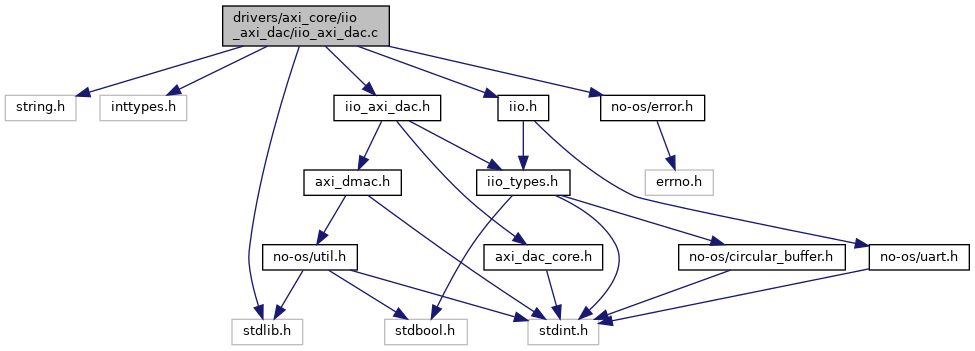 drivers/axi_core/iio
_axi_dac/iio_axi_dac.c
string.h
inttypes.h
iio_axi_dac.h
iio.h
no-os/error.h
axi_dmac.h
iio_types.h
errno.h
no-os/util.h
axi_dac_core.h
no-os/circular_buffer.h
no-os/uart.h
stdlib.h
stdbool.h
stdint.h